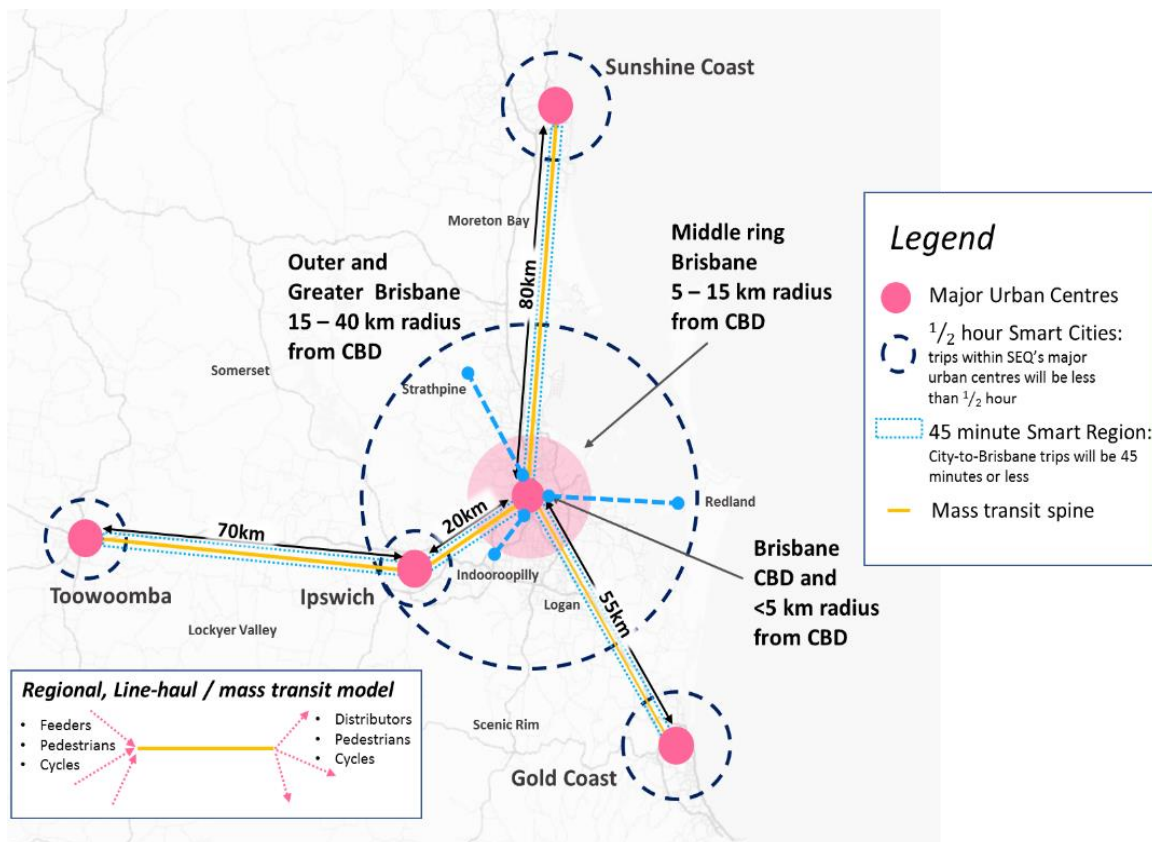 Sunshine Coast
Moreton Bay
80km
Outer and
Greater Brisbane
15 – 40 km radius
from CBD
Middle ring
Brisbane
5 – 15 km radius
from CBD
Somerset
Strathpine
Redland
20km
70km
Toowoomba
Ipswich
Indooroopilly
Logan
55km
Lockyer Valley
Brisbane
CBD and
<5 km radius
from CBD
Scenic Rim
Gold Coast
Legend
Major Urban Centres
1/2 hour Smart Cities:
trips within SEQ's major
urban centres will be less
than 1/2 hour
45 minute Smart Region:
City-to-Brisbane trips will be 45
minutes or less
Mass transit spine
Regional, Line-haul / mass transit model
• Feeders
• Pedestrians
• Cycles
• Distributors
• Pedestrians
• Cycles